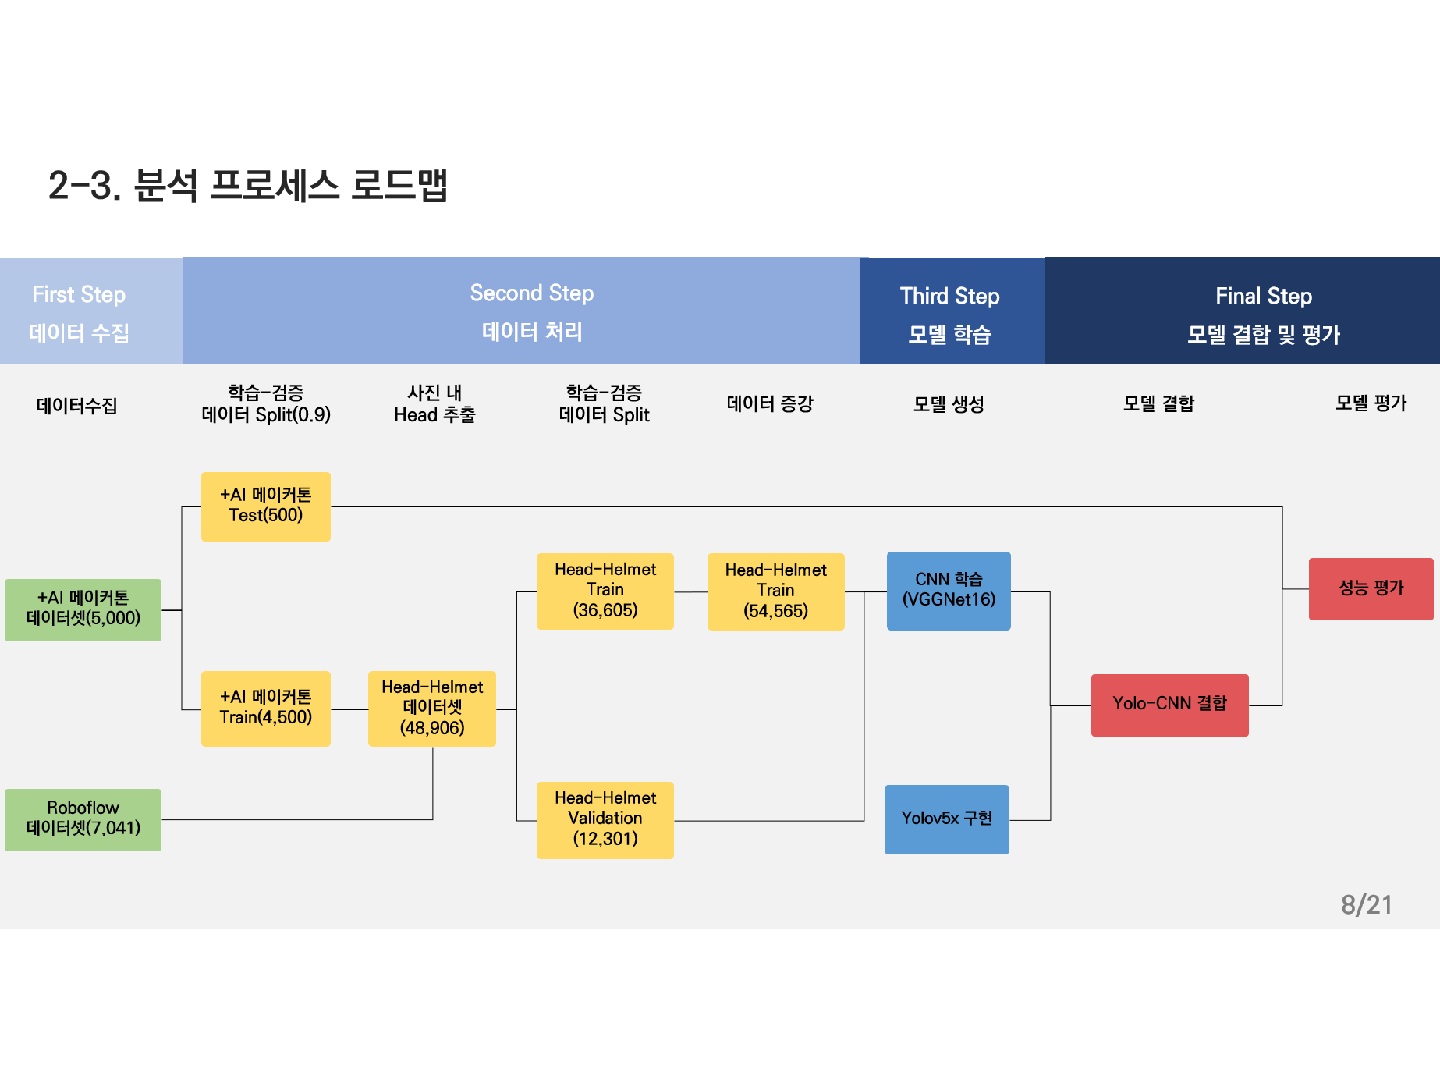 2-3. 분석 프로세스 로드맵
First Step
데이터 수집
Second Step
데이터 처리
Third Step
모델 학습
Final Step
모델 결합 및 평가
데이터수집
학습-검증
데이터 Split(0.9)
사진 내
Head 추출
학습-검증
데이터 Split
데이터 증강
모델 생성
모델 결합
모델 평가
+AI 메이커톤
Test(500)
+AI 메이커톤
데이터셋(5,000)
Head-Helmet
Train
(36,605)
Head-Helmet
Train
(54,565)
CNN 학습
(VGGNet16)
성능 평가
+AI 메이커톤
Train(4,500)
Head-Helmet
데이터셋
(48,906)
Yolo-CNN 결합
Roboflow
데이터셋(7,041)
Head-Helmet
Validation
(12,301)
Yolov5x 구현
8/21